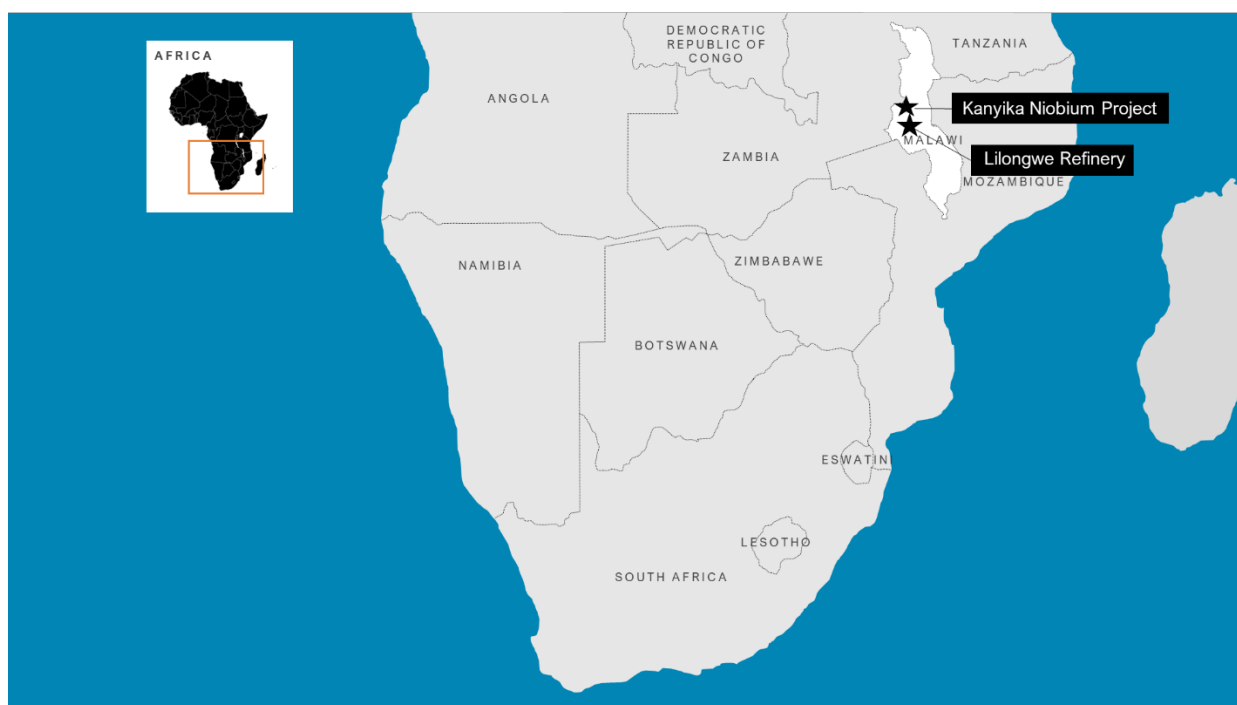 AFRICA
DEMOCRATIC
REPUBLIC OF
CONGO
TANZANIA
ANGOLA
Kanyika Niobium Project
MALAWI
ZAMBIA
Lilongwe Refinery
MOZAMBIQUE
NAMIBIA
ZIMBABAWE
BOTSWANA
ESWATINI
LESOTHO
SOUTH AFRICA